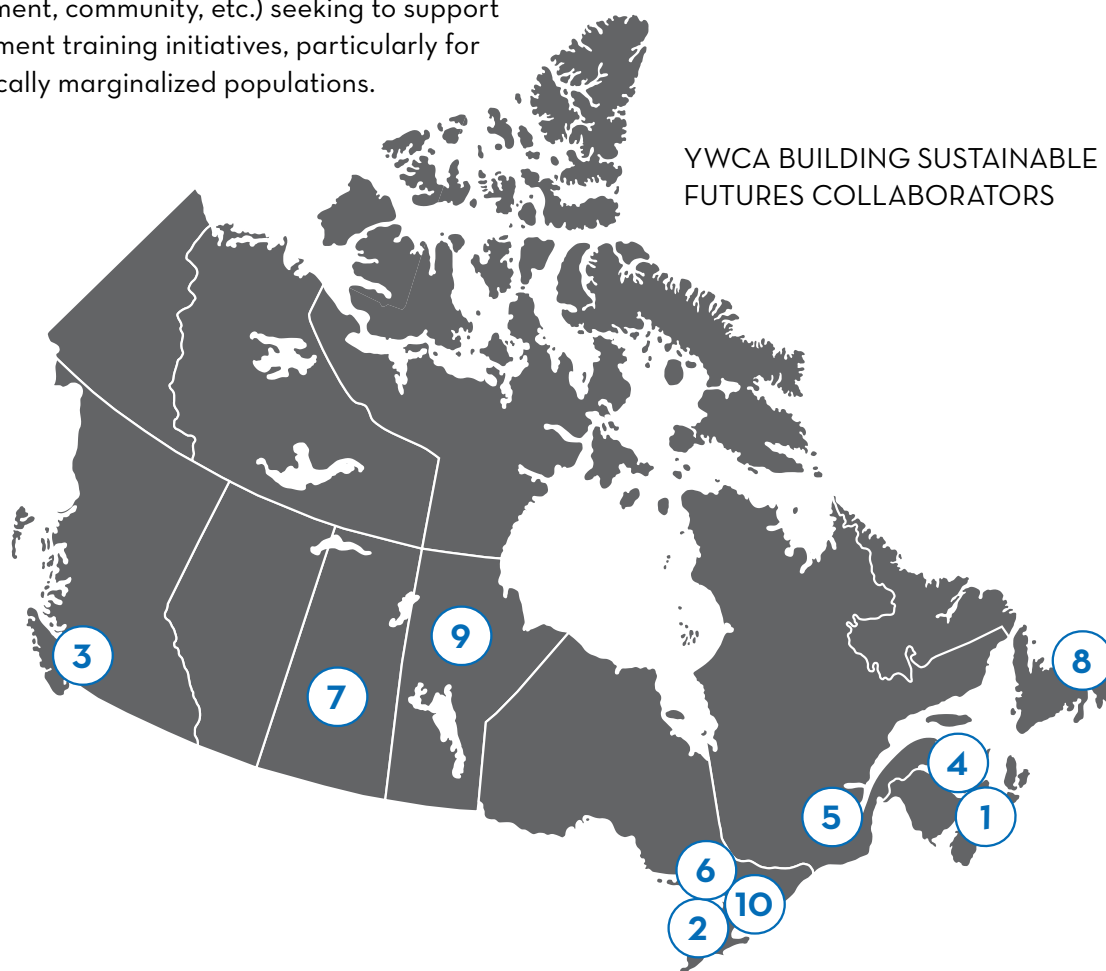 ment, community, etc.) seeking to support
ment training initiatives, particularly for
cally marginalized populations.
YWCA BUILDING SUSTAINABLE
FUTURES COLLABORATORS
9
3
8
7
4
5
1
6
10
2